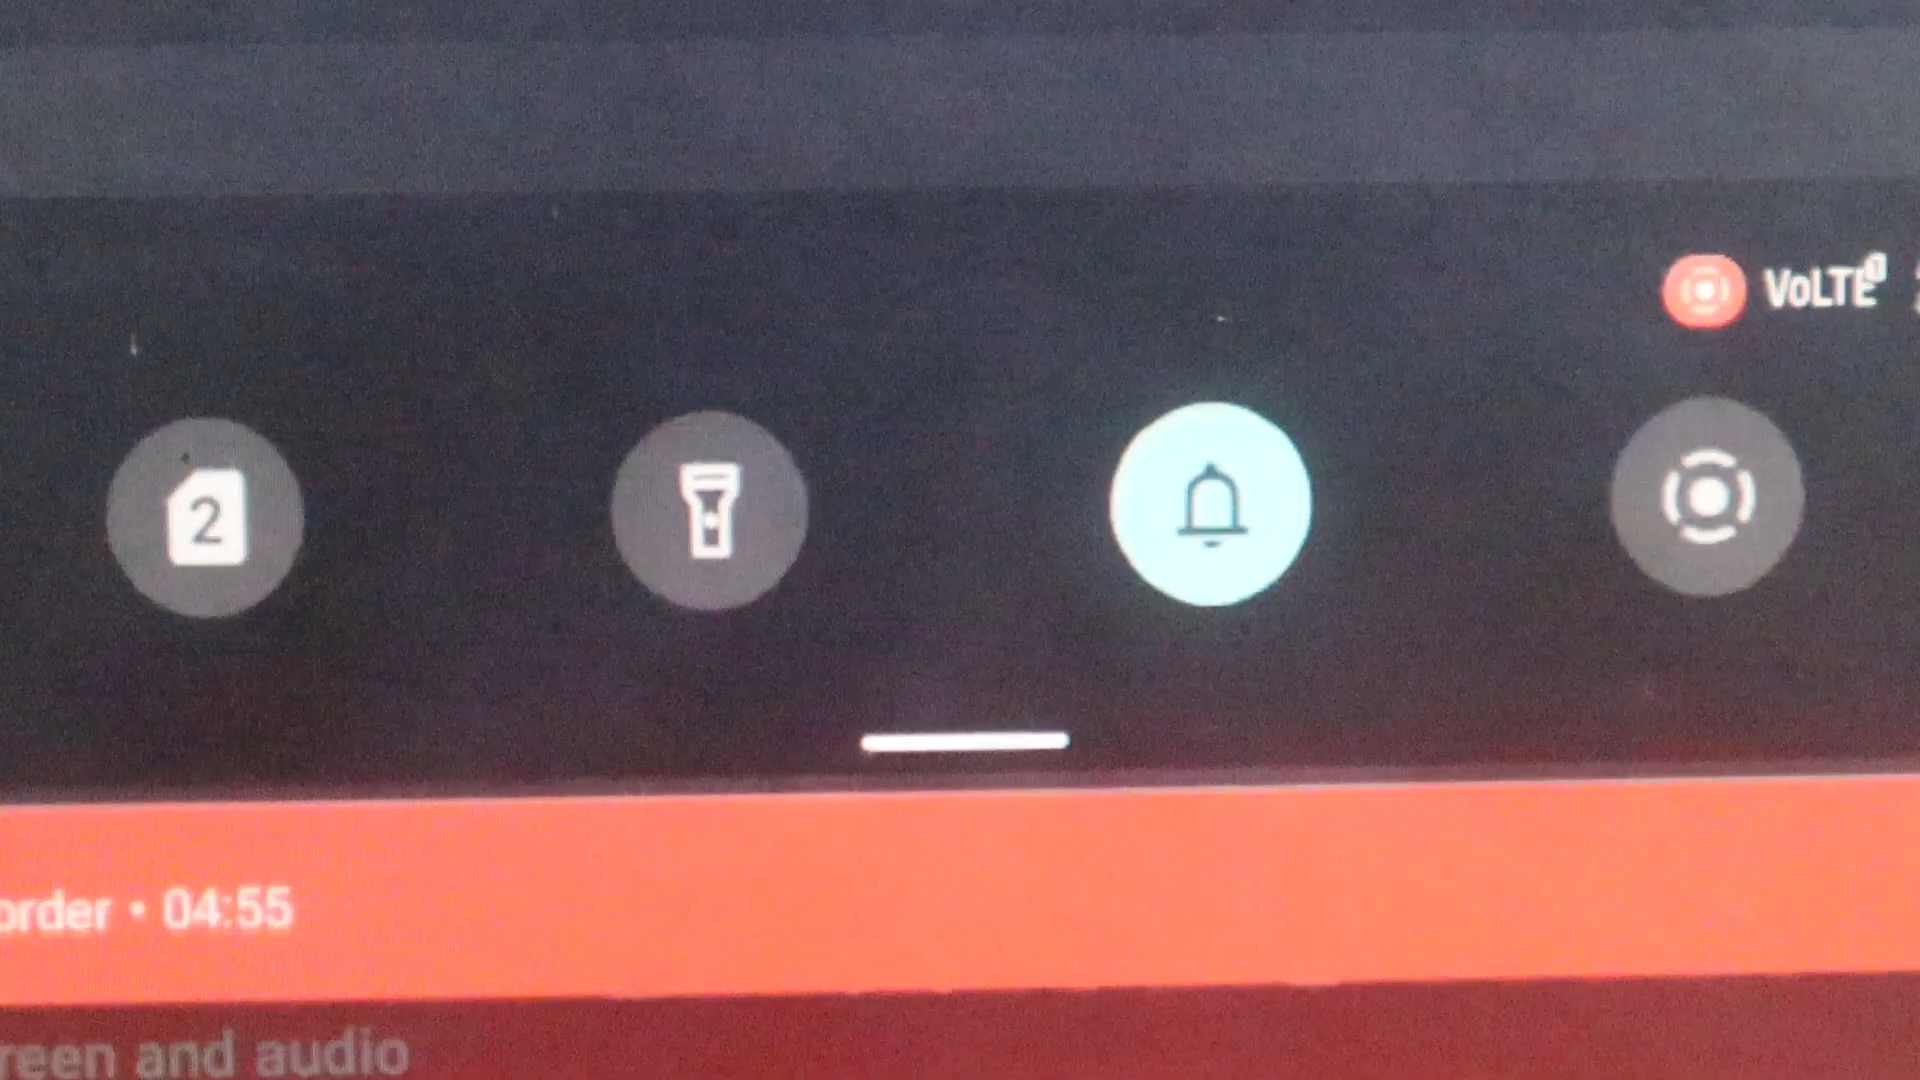 VoLTE
2
order • 04:55
reen and audio